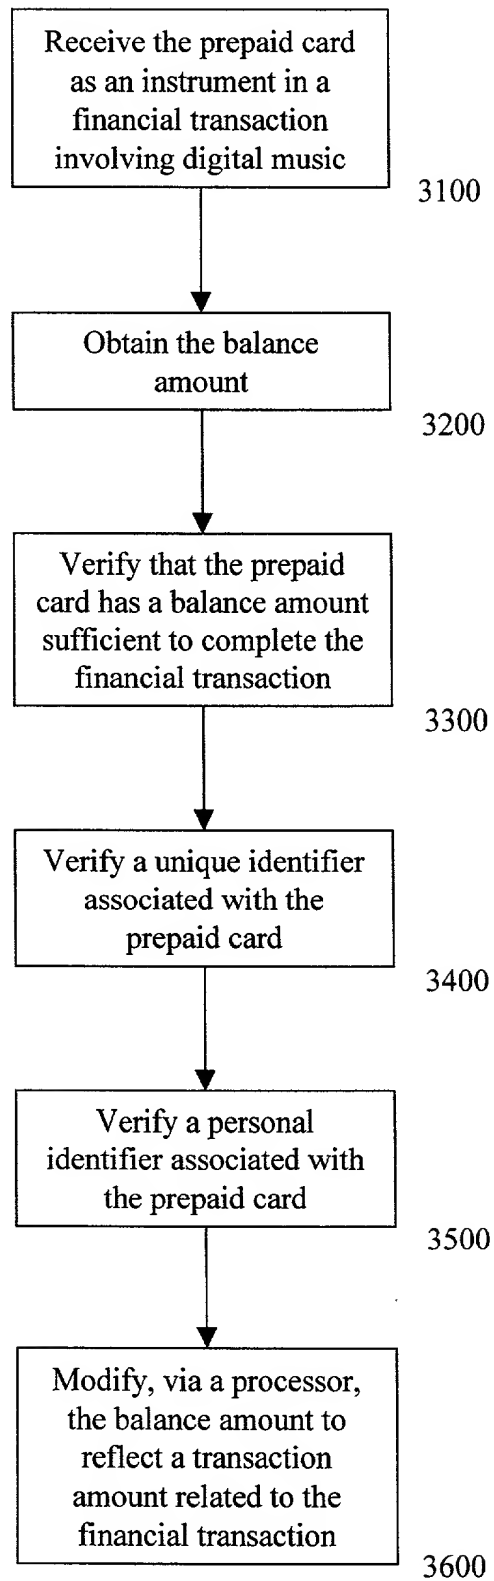 Receive the prepaid card
as an instrument in a
financial transaction
involving digital music
3100
Obtain the balance
amount
3200
Verify that the prepaid
card has a balance amount
sufficient to complete the
financial transaction
3300
Verify a unique identifier
associated with the
prepaid card
3400
Verify a personal
identifier associated with
the prepaid card
3500
Modify, via a processor,
the balance amount to
reflect a transaction
amount related to the
financial transaction
3600